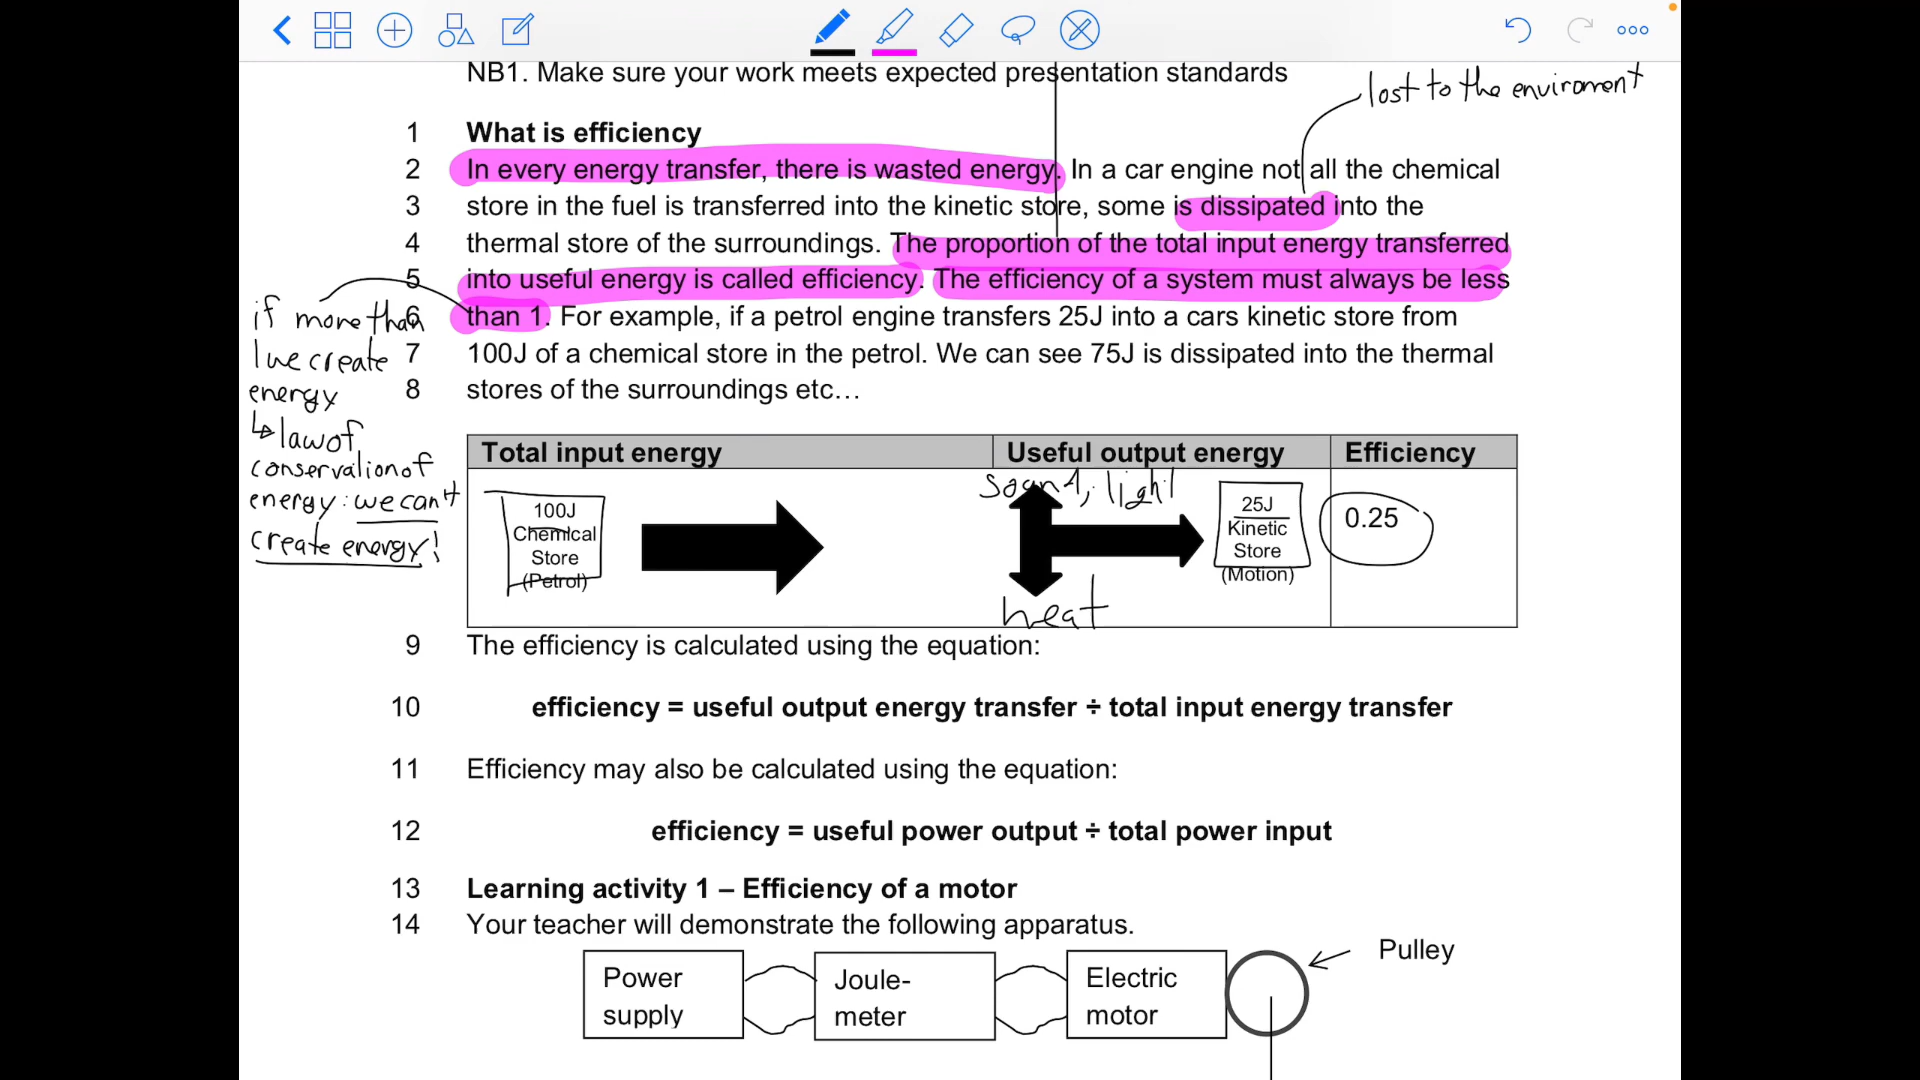 NB1. Make sure your work meets expected presentation standards
lost to the enviroment
1 What is efficiency
2 In every energy transfer, there is wasted energy. In a car engine not all the chemical
3 store in the fuel is transferred into the kinetic store, some is dissipated into the
4 thermal store of the surroundings. The proportion of the total input energy transferred
5 into useful energy is called efficiency. The efficiency of a system must always be less
6 than 1. For example, if a petrol engine transfers 25J into a cars kinetic store from
7 100J of a chemical store in the petrol. We can see 75J is dissipated into the thermal
8 stores of the surroundings etc…
if more than
1 we create
energy
↳ law of
conservation of
energy: we can't
create energy!
Total input energy Useful output energy Efficiency
sound, light
100J
Chemical
Store
(Petrol)
25J
Kinetic
Store
(Motion)
0.25
heat
9 The efficiency is calculated using the equation:
10 efficiency = useful output energy transfer ÷ total input energy transfer
11 Efficiency may also be calculated using the equation:
12 efficiency = useful power output ÷ total power input
13 Learning activity 1 – Efficiency of a motor
14 Your teacher will demonstrate the following apparatus.
Power
supply
Joule-
meter
Electric
motor
Pulley